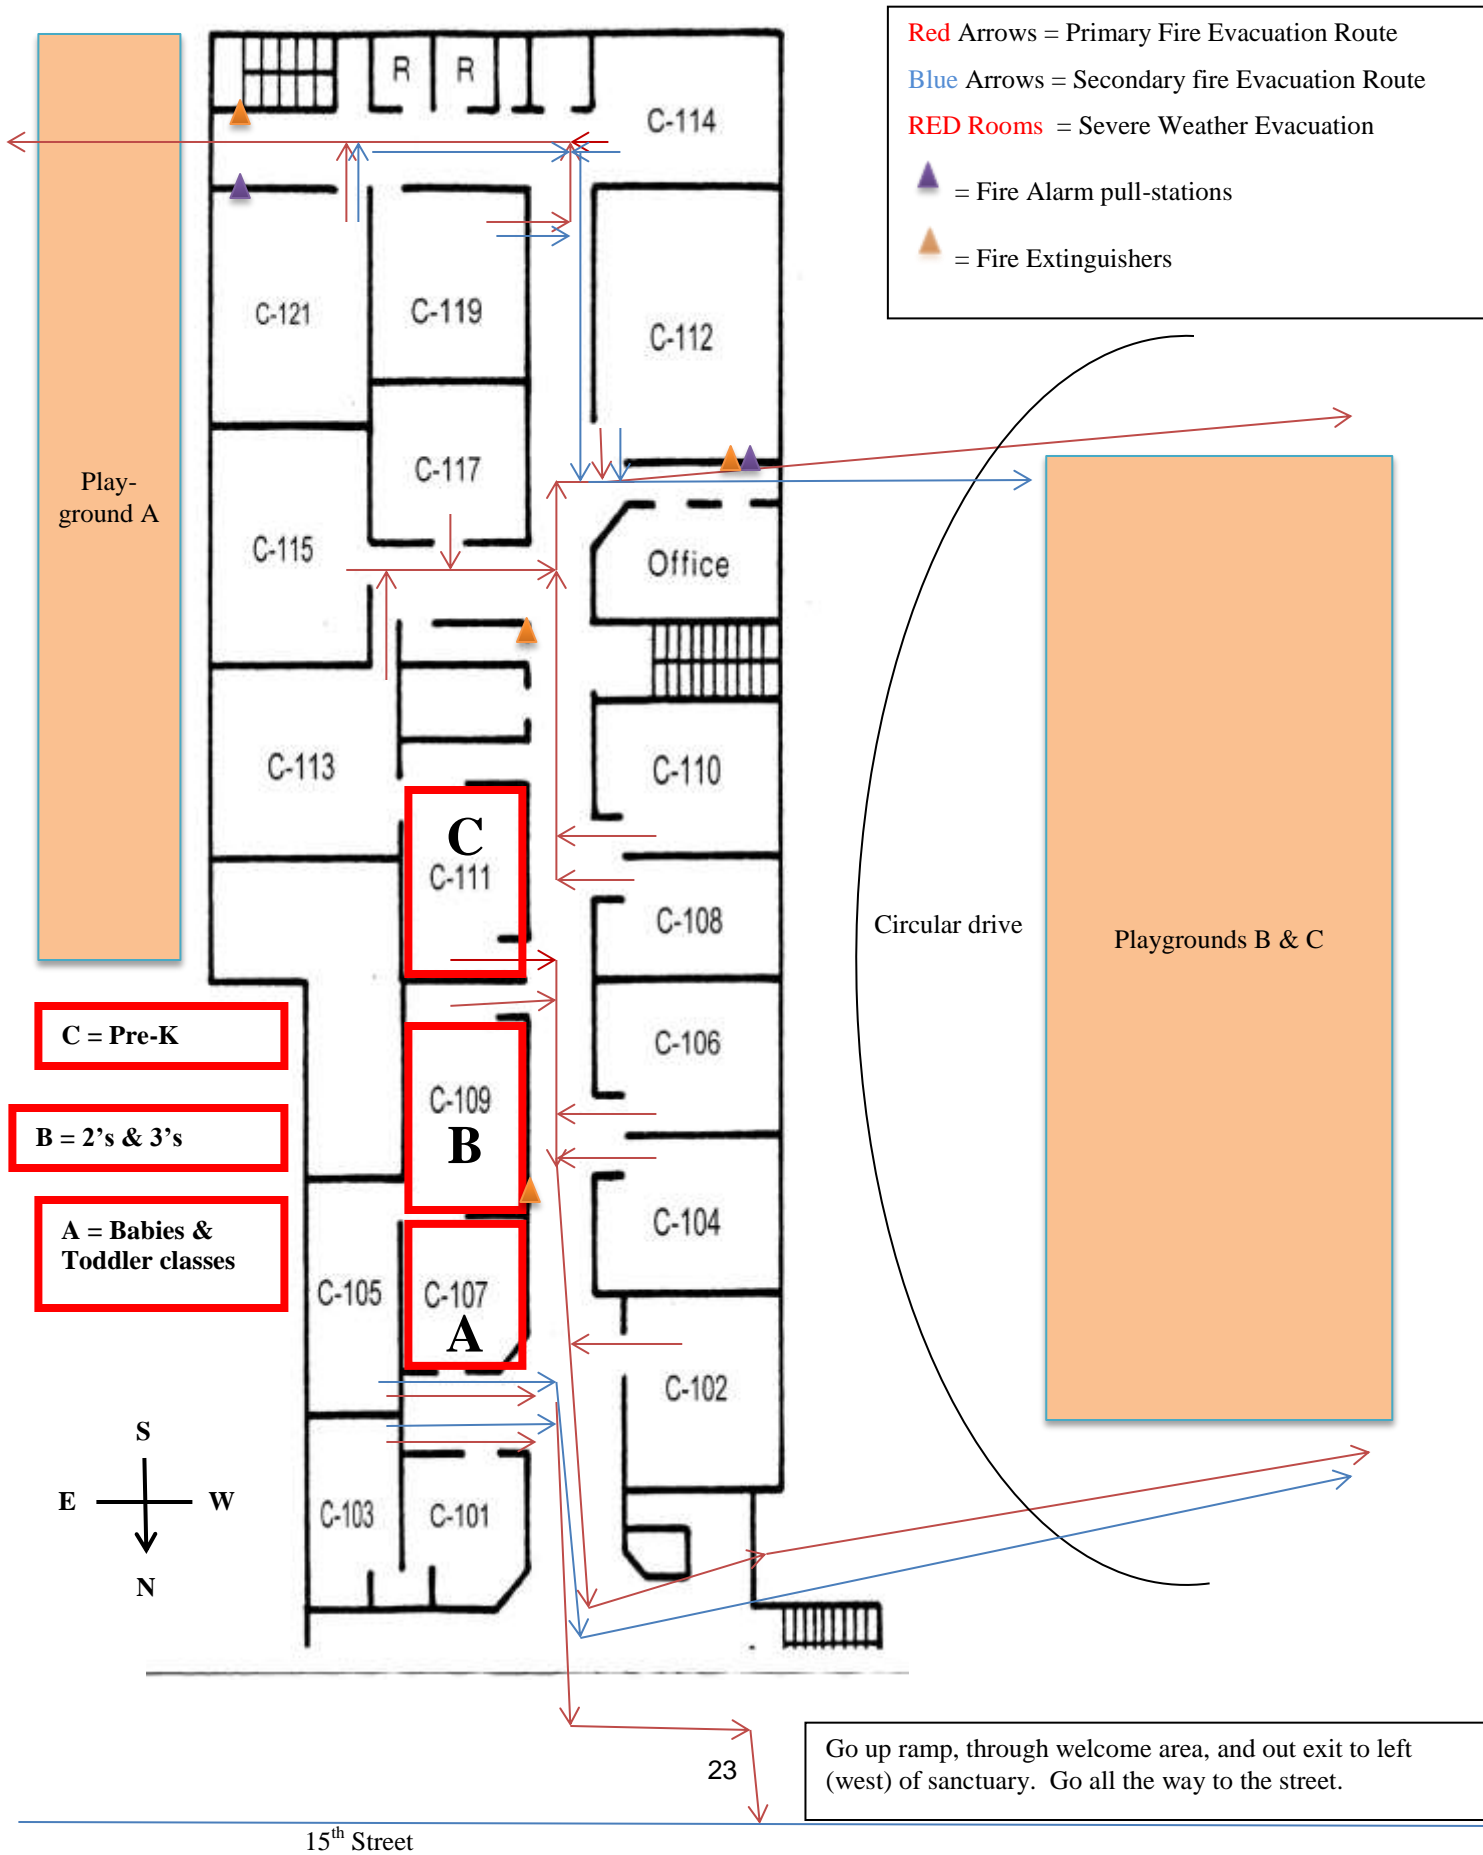 Red Arrows = Primary Fire Evacuation Route
Blue Arrows = Secondary fire Evacuation Route
RED Rooms = Severe Weather Evacuation
= Fire Alarm pull-stations
= Fire Extinguishers
R R
C-114
C-121
C-119
C-112
Play-
ground A
C-117
C-115
Office
C-113
C-110
C
C-111
C-108
Circular drive
Playgrounds B & C
C = Pre-K
C-106
C-109
B
B = 2’s & 3’s
A = Babies &
Toddler classes
C-104
C-105
C-107
A
C-102
S
E W
N
C-103
C-101
Go up ramp, through welcome area, and out exit to left
(west) of sanctuary. Go all the way to the street.
23
15th Street